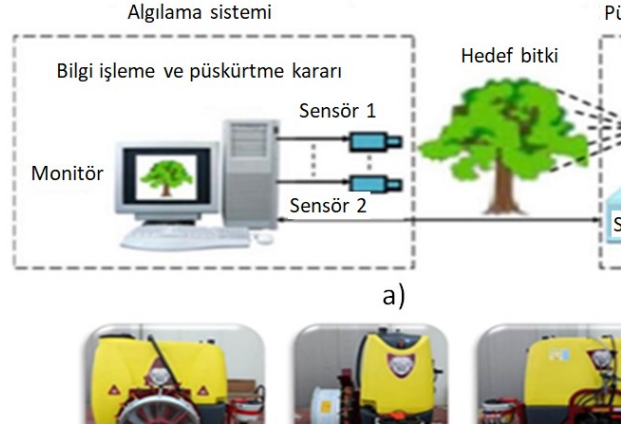 Algılama sistemi
Bilgi işleme ve püskürtme kararı
Sensör 1
Monitör
Sensör 2
Hedef bitki
a)